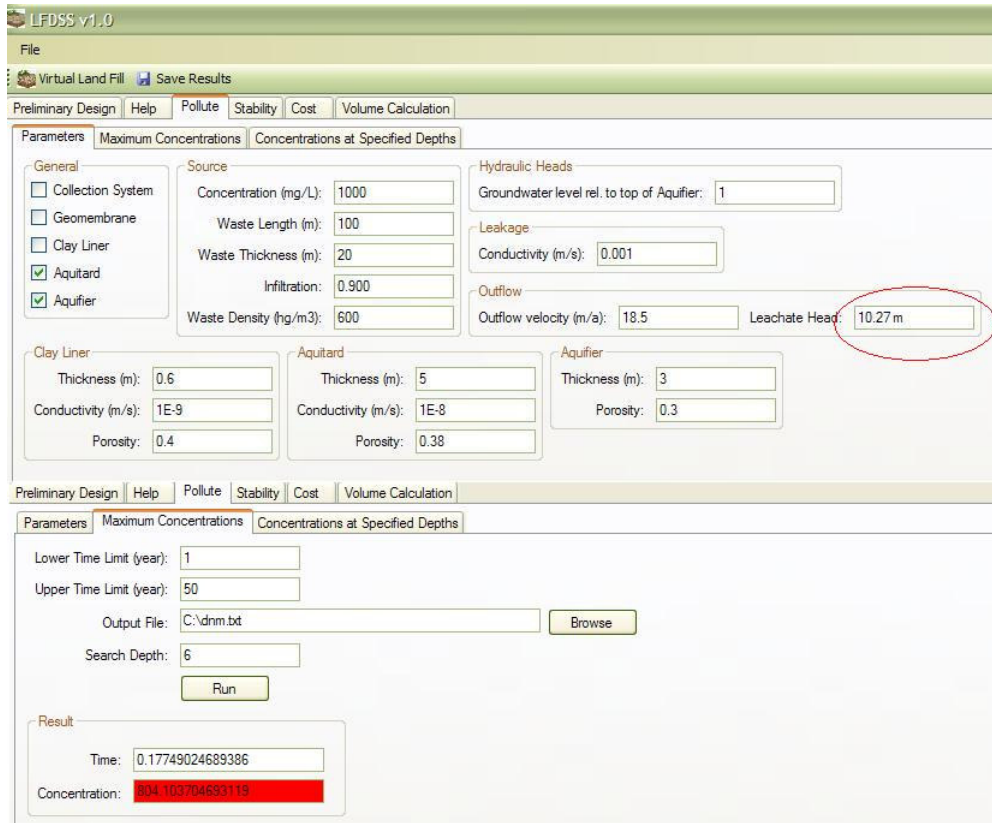 LFDSS v1.0
File
Virtual Land Fill Save Results
Preliminary Design Help Pollute Stability Cost Volume Calculation
Parameters Maximum Concentrations Concentrations at Specified Depths
General
Collection System
Geomembrane
Clay Liner
Aquitard
Aquifier
Source
Concentration (mg/L): 1000
Waste Length (m): 100
Waste Thickness (m): 20
Infiltration: 0.900
Waste Density (hg/m3): 600
Hydraulic Heads
Groundwater level rel. to top of Aquifier: 1
Leakage
Conductivity (m/s): 0.001
Outflow
Outflow velocity (m/a): 18.5 Leachate Head: 10.27 m
Clay Liner
Thickness (m): 0.6
Conductivity (m/s): 1E-9
Porosity: 0.4
Aquitard
Thickness (m): 5
Conductivity (m/s): 1E-8
Porosity: 0.38
Aquifier
Thickness (m): 3
Porosity: 0.3
Preliminary Design Help Pollute Stability Cost Volume Calculation
Parameters Maximum Concentrations Concentrations at Specified Depths
Lower Time Limit (year): 1
Upper Time Limit (year): 50
Output File: C:\dnm.txt Browse
Search Depth: 6
Run
Result
Time: 0.17749024689386
Concentration: 804.103704693119